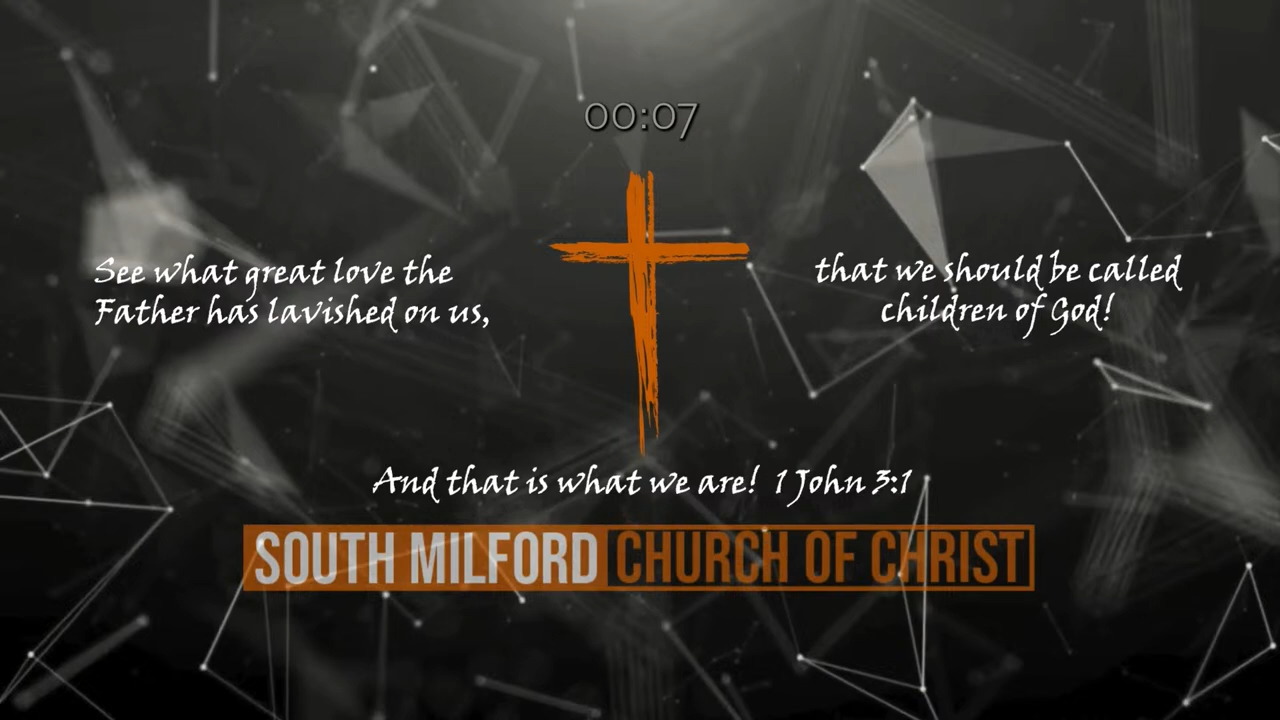 00:07
See what great love the
Father has lavished on us,
that we should be called
children of God!
And that is what we are! 1 John 3:1
SOUTH MILFORD CHURCH OF CHRIST